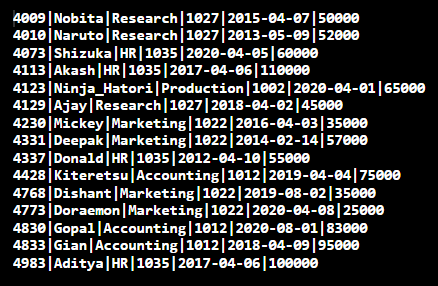 4009|Nobita|Research|1027|2015-04-07|50000
4010|Naruto|Research|1027|2013-05-09|52000
4073|Shizuka|HR|1035|2020-04-05|60000
4113|Akash|HR|1035|2017-04-06|110000
4123|Ninja_Hatori|Production|1002|2020-04-01|65000
4129|Ajay|Research|1027|2018-04-02|45000
4230|Mickey|Marketing|1022|2016-04-03|35000
4331|Deepak|Marketing|1022|2014-02-14|57000
4337|Donald|HR|1035|2012-04-10|55000
4428|Kiteretsu|Accounting|1012|2019-04-04|75000
4768|Dishant|Marketing|1022|2019-08-02|35000
4773|Doraemon|Marketing|1022|2020-04-08|25000
4830|Gopal|Accounting|1012|2020-08-01|83000
4833|Gian|Accounting|1012|2018-04-09|95000
4983|Aditya|HR|1035|2017-04-06|100000